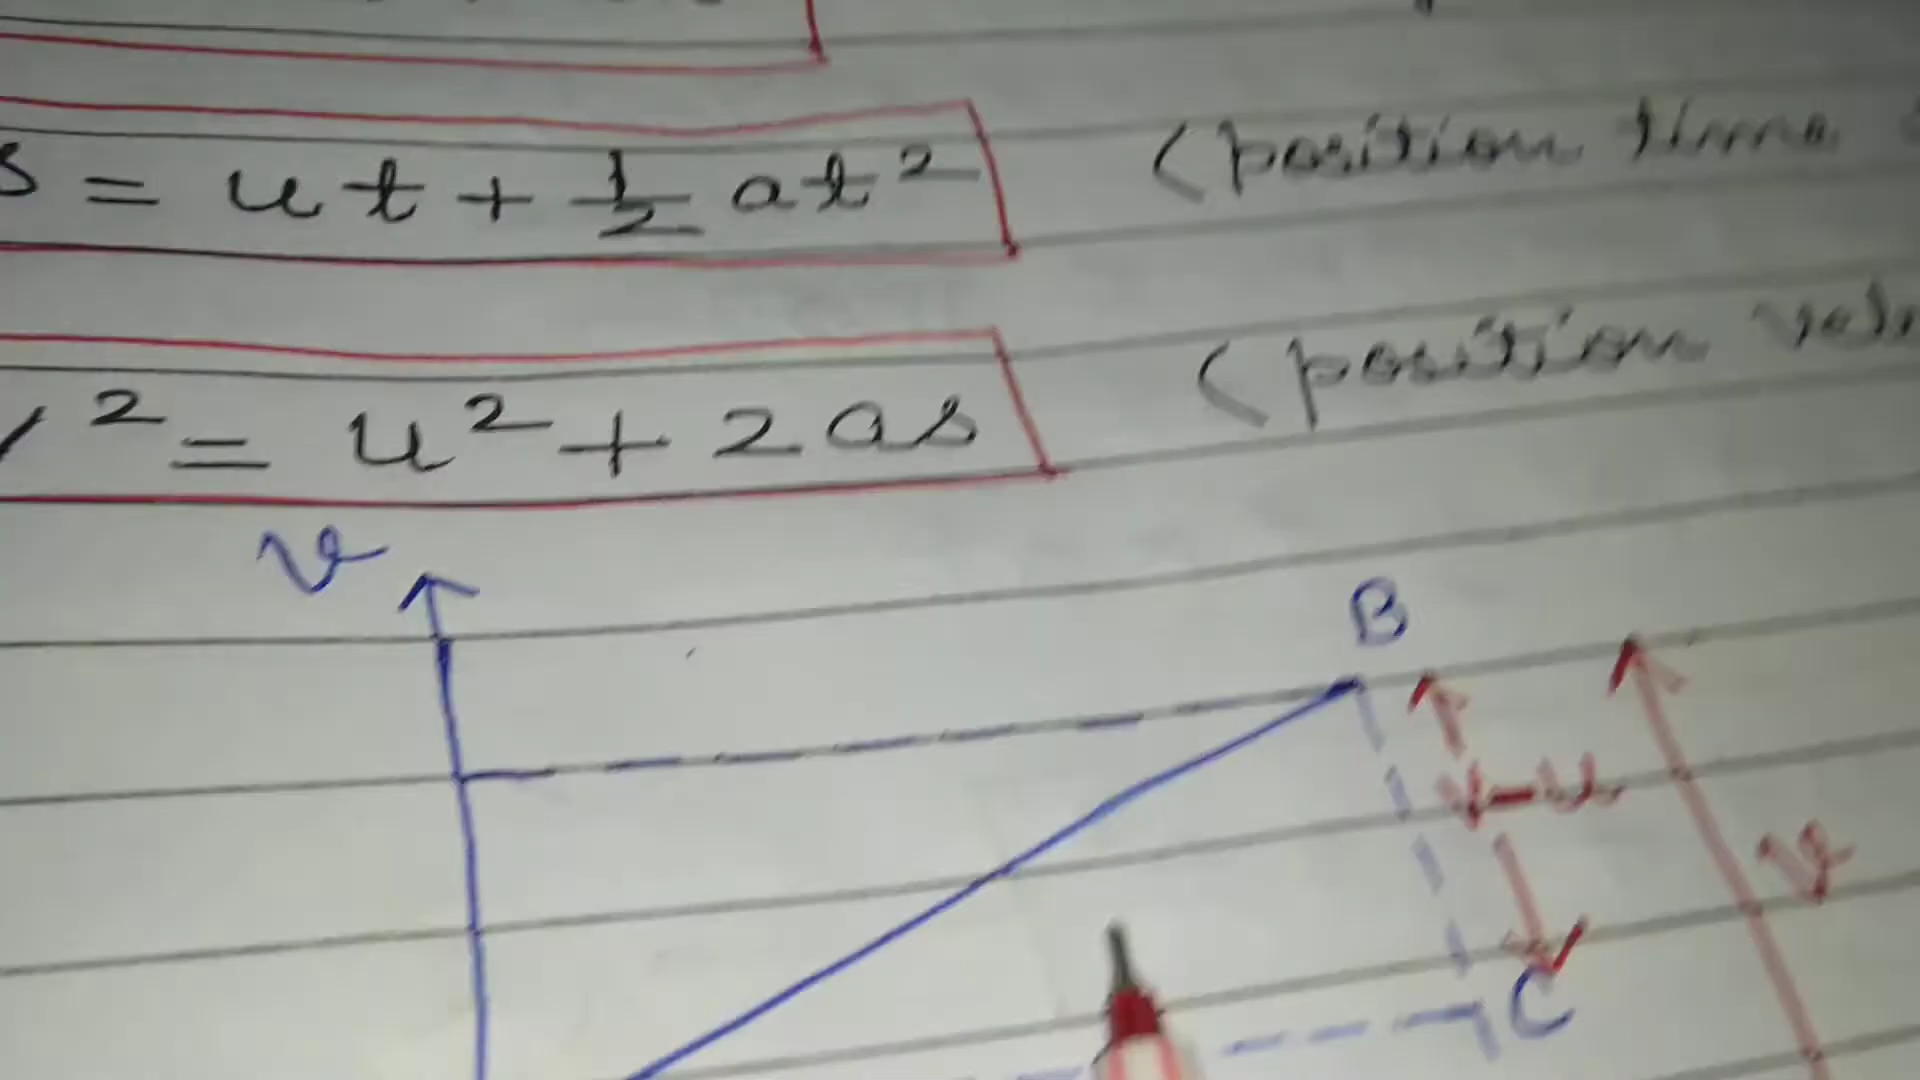 s = ut + 1/2 at²
(position time
v² = u² + 2as
(position
v
B
v-u
v
C